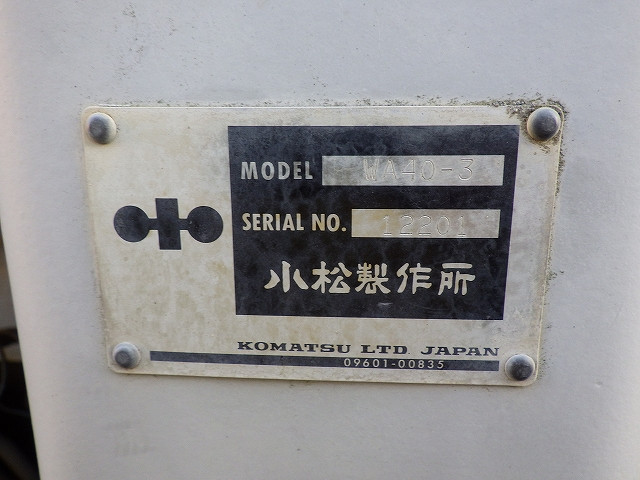 MODEL WA40-3
SERIAL NO. 12201
小松製作所
KOMATSU LTD JAPAN
09601-00835